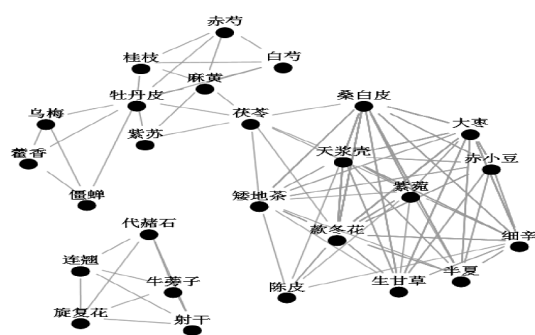 赤芍
桂枝
白芍
麻黄
牡丹皮
桑白皮
乌梅
茯苓
大枣
紫苏
天浆壳
赤小豆
藿香
紫菀
僵蝉
矮地茶
代赭石
款冬花
细辛
连翘
牛蒡子
陈皮
生甘草
半夏
旋复花
射干